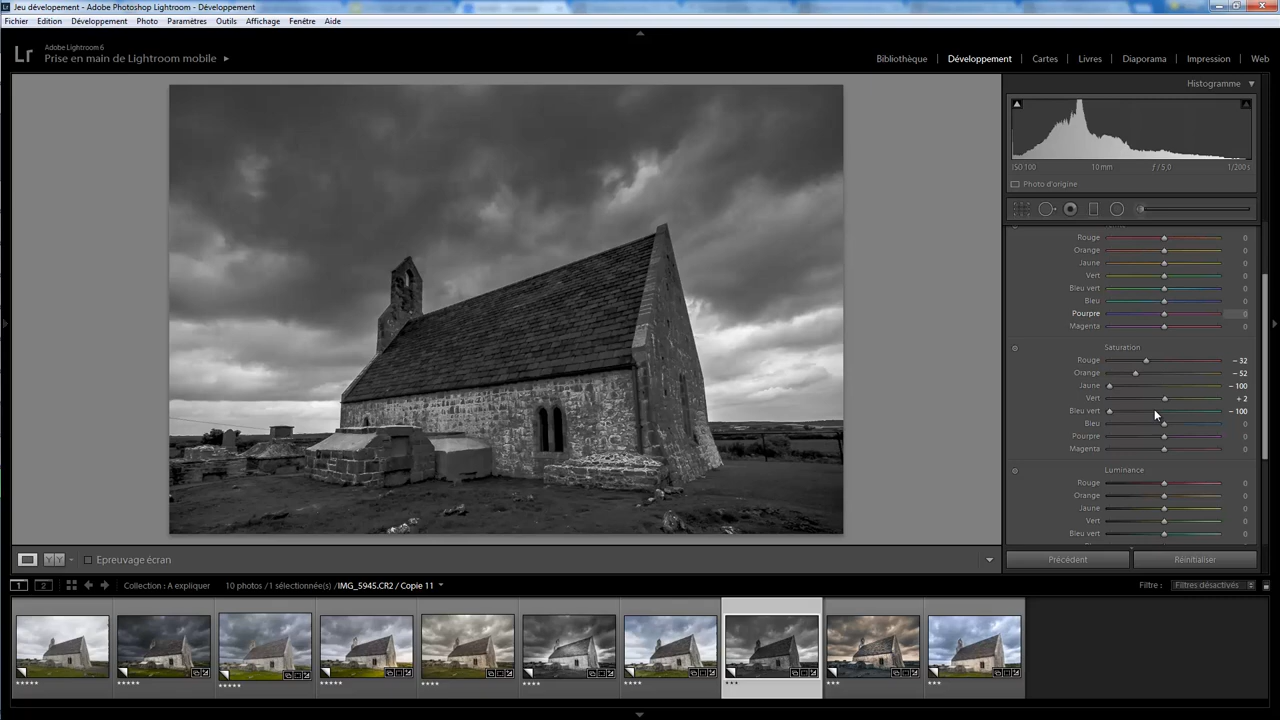 Jeu dévelopement - Adobe Photoshop Lightroom - Développement
Fichier Edition Développement Photo Paramètres Outils Affichage Fenêtre Aide
Lr Adobe Lightroom 6
Prise en main de Lightroom mobile
Bibliothèque | Développement | Cartes | Livres | Diaporama | Impression | Web
Histogramme
ISO 100 10 mm ƒ / 5,0 1/200 s
Photo d'origine
Rouge 0
Orange 0
Jaune 0
Vert 0
Bleu vert 0
Bleu 0
Pourpre 0
Magenta 0
Saturation
Rouge – 32
Orange – 52
Jaune – 100
Vert + 2
Bleu vert – 100
Bleu 0
Pourpre 0
Magenta 0
Luminance
Rouge 0
Orange 0
Jaune 0
Vert 0
Bleu vert 0
Y Y Epreuvage écran
Précédent Réinitialiser
1 2 Collection : A expliquer 10 photos /1 sélectionnée(s) /IMG_5945.CR2 / Copie 11 Filtre : Filtres désactivés